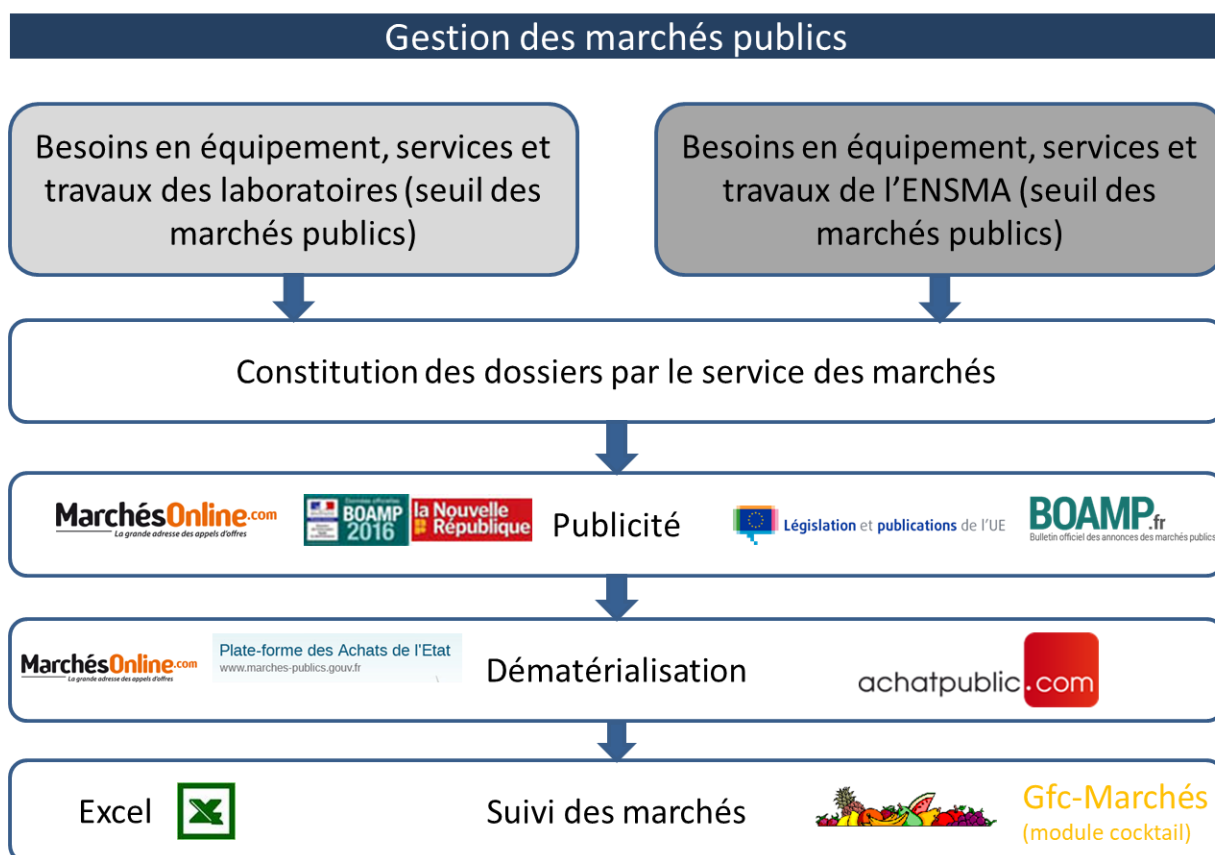 Gestion des marchés publics
Besoins en équipement, services et
travaux des laboratoires (seuil des
marchés publics)
Besoins en équipement, services et
travaux de l'ENSMA (seuil des
marchés publics)
Constitution des dossiers par le service des marchés
MarchésOnline.com
La grande adresse des appels d'offres
Données officielles
BOAMP
2016
la Nouvelle
République
Publicité
Législation et publications de l'UE
BOAMP.fr
Bulletin officiel des annonces des marchés publics
MarchésOnline.com
La grande adresse des appels d'offres
Plate-forme des Achats de l'Etat
www.marches-publics.gouv.fr
Dématérialisation
achatpublic.com
Excel
Suivi des marchés
Gfc-Marchés
(module cocktail)